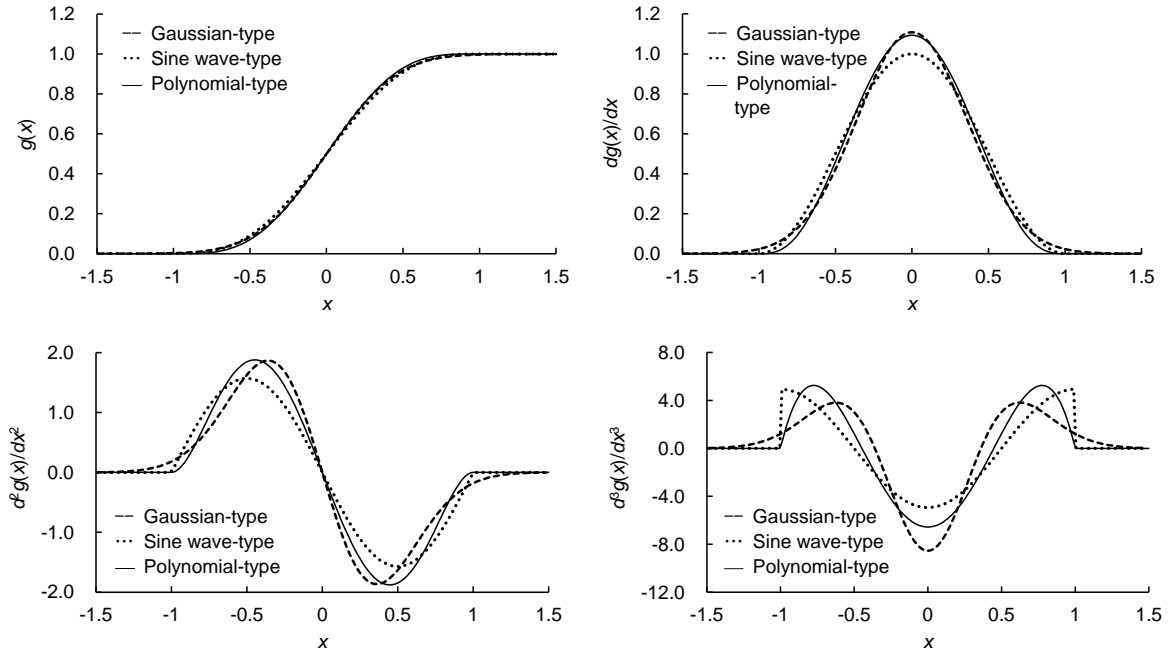 1.2
1.0
0.8
0.6
0.4
0.2
0.0
g(x)
Gaussian-type
Sine wave-type
Polynomial-type
-1.5 -1 -0.5 0 0.5 1 1.5
x
1.2
1.0
0.8
0.6
0.4
0.2
0.0
dg(x)/dx
Gaussian-type
Sine wave-type
Polynomial-
type
-1.5 -1 -0.5 0 0.5 1 1.5
x
2.0
1.0
0.0
-1.0
-2.0
d²g(x)/dx²
Gaussian-type
Sine wave-type
Polynomial-type
-1.5 -1 -0.5 0 0.5 1 1.5
x
8.0
4.0
0.0
-4.0
-8.0
-12.0
d³g(x)/dx³
Gaussian-type
Sine wave-type
Polynomial-type
-1.5 -1 -0.5 0 0.5 1 1.5
x